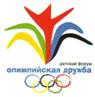 детский форум
олимпийская дружба